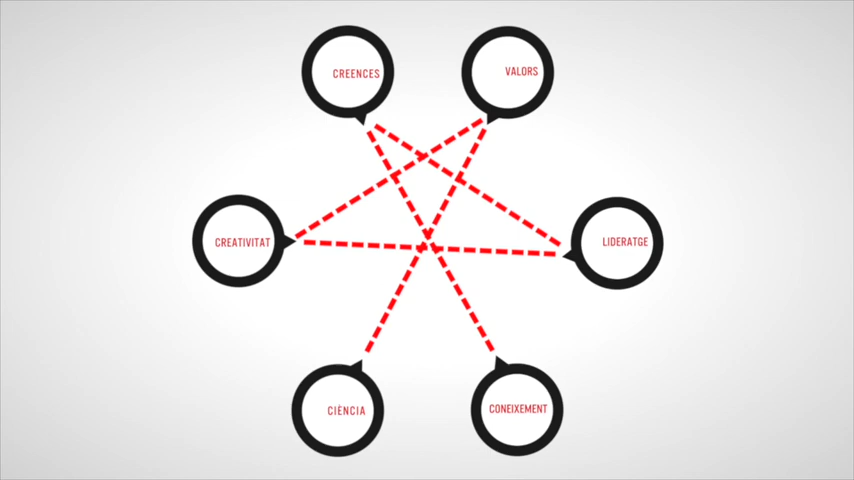 CREENCES
VALORS
CREATIVITAT
LIDERATGE
CIÈNCIA
CONEIXEMENT